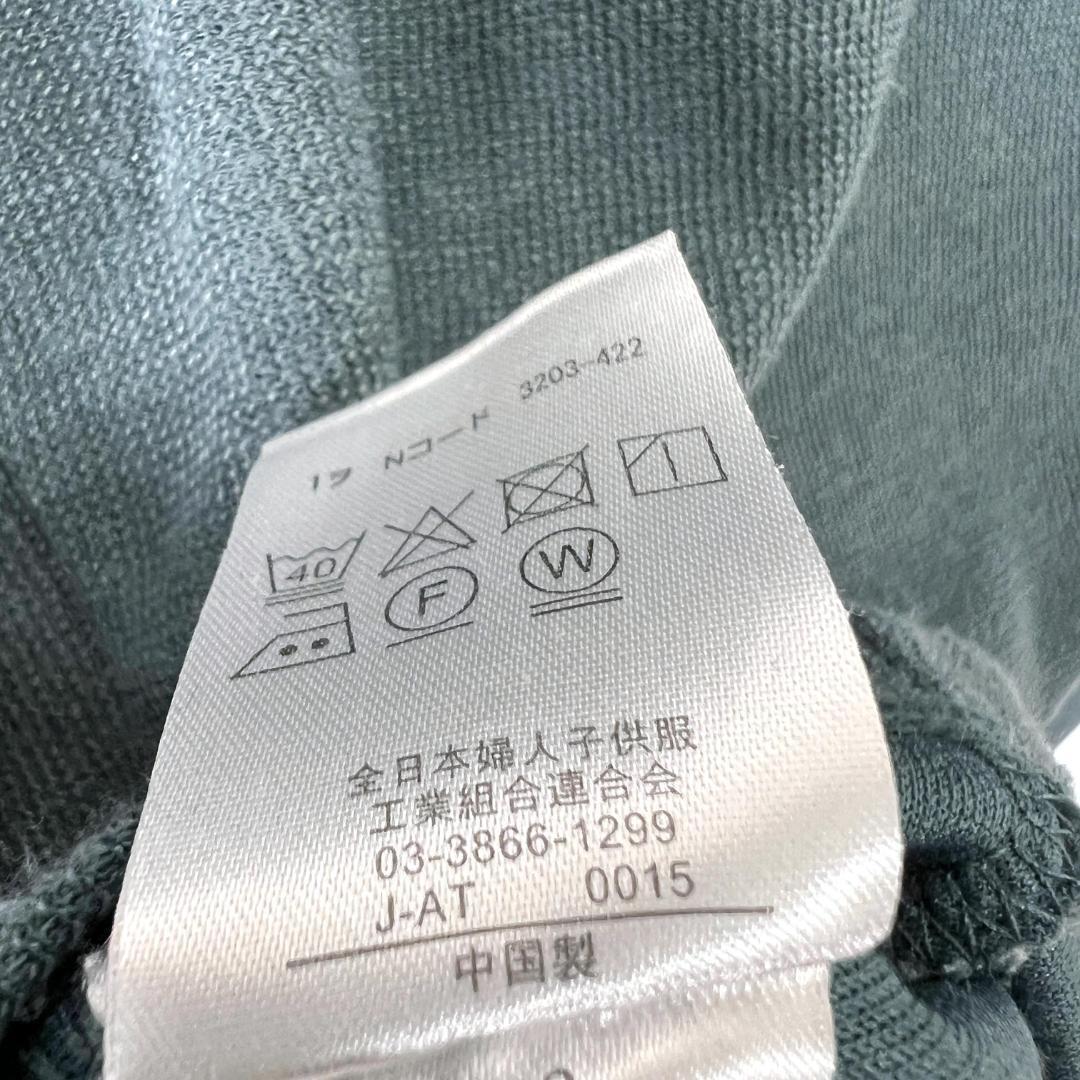 Nコード 3203-422
40
F W
全日本婦人子供服
工業組合連合会
03-3866-1299
J-AT 0015
中国製